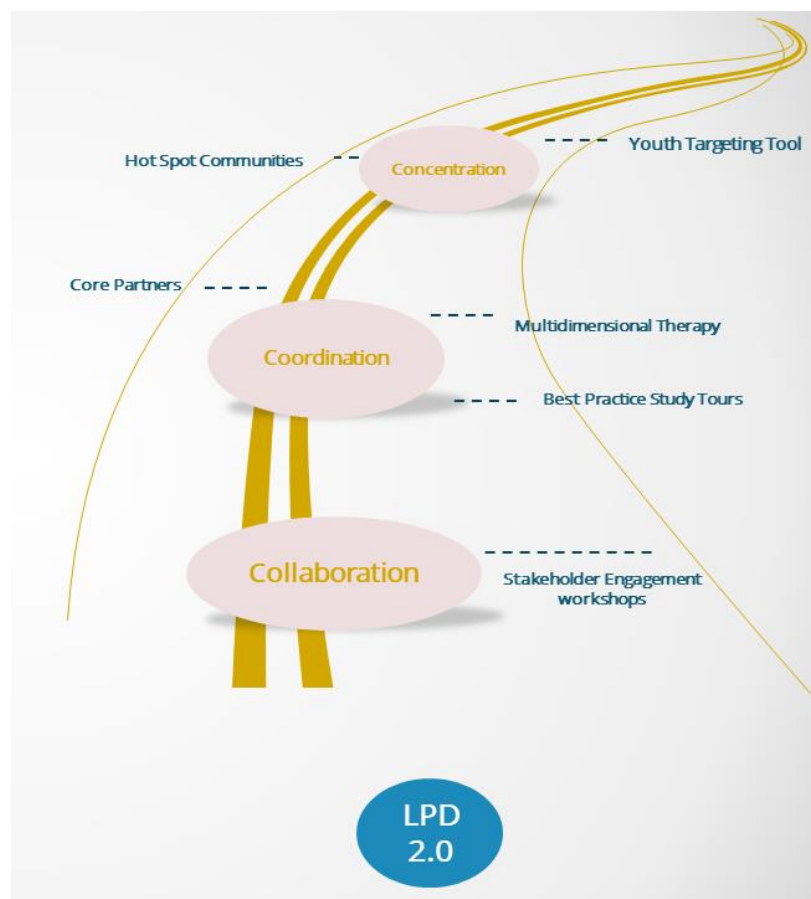 Hot Spot Communities
Youth Targeting Tool
Concentration
Core Partners
Multidimensional Therapy
Coordination
Best Practice Study Tours
Collaboration
Stakeholder Engagement
workshops
LPD
2.0